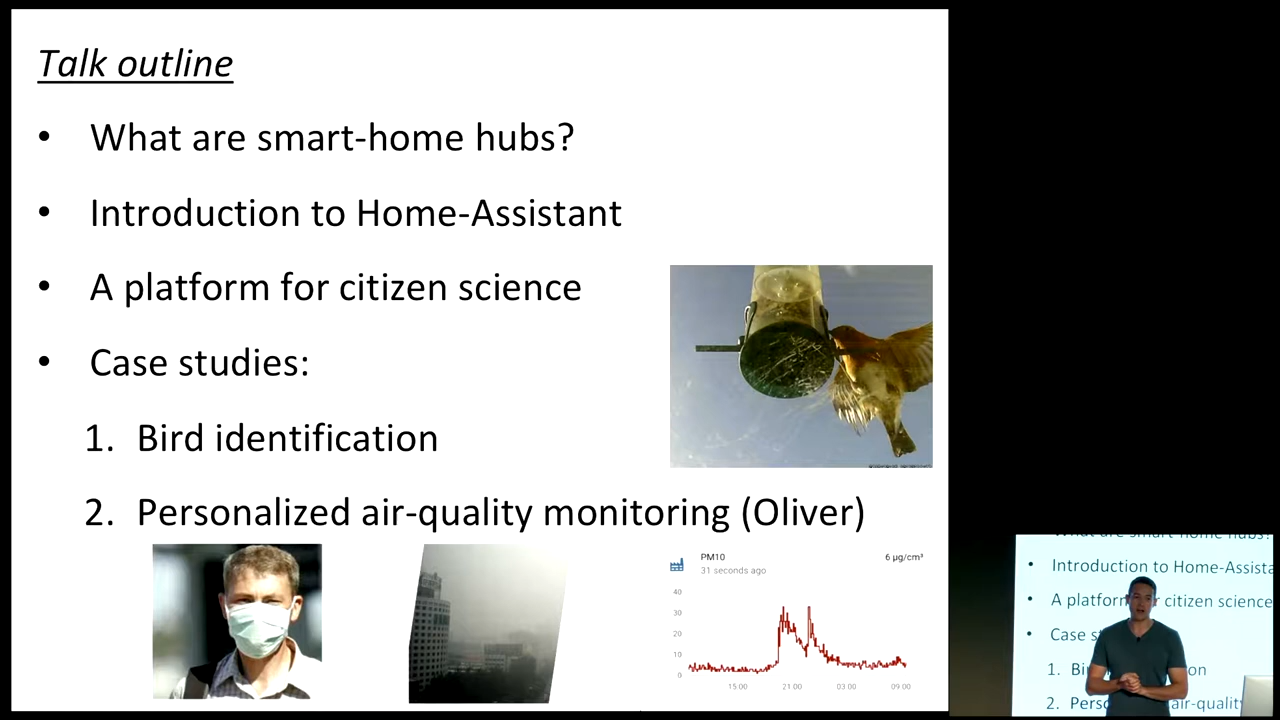 Talk outline
• What are smart-home hubs?
• Introduction to Home-Assistant
• A platform for citizen science
• Case studies:
1. Bird identification
2. Personalized air-quality monitoring (Oliver)
PM10
6 µg/cm³
31 seconds ago
40
30
20
10
0
15:00 21:00 03:00 09:00
What are smart-home hubs?
• Introduction to Home-Assista
• A platfor citizen science
• Case s
1. Bi on
2. Pers air-qualit